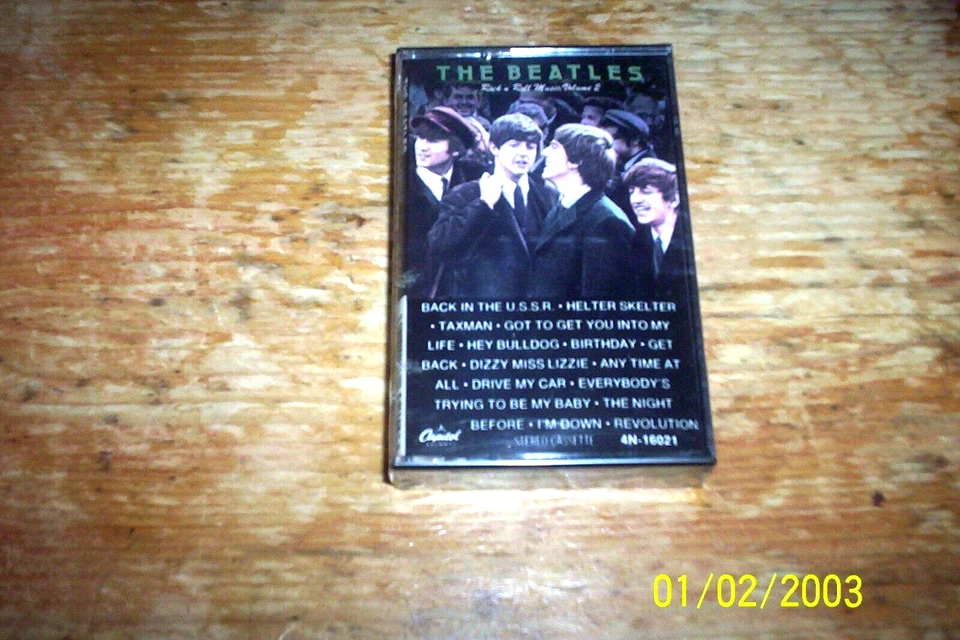 THE BEATLES
Rock n Roll Music, Volume 2
BACK IN THE U.S.S.R. • HELTER SKELTER
• TAXMAN • GOT TO GET YOU INTO MY
LIFE • HEY BULLDOG • BIRTHDAY • GET
BACK • DIZZY MISS LIZZIE • ANY TIME AT
ALL • DRIVE MY CAR • EVERYBODY'S
TRYING TO BE MY BABY • THE NIGHT
BEFORE • I'M DOWN • REVOLUTION
Capitol
STEREO CASSETTE 4N-16021
01/02/2003